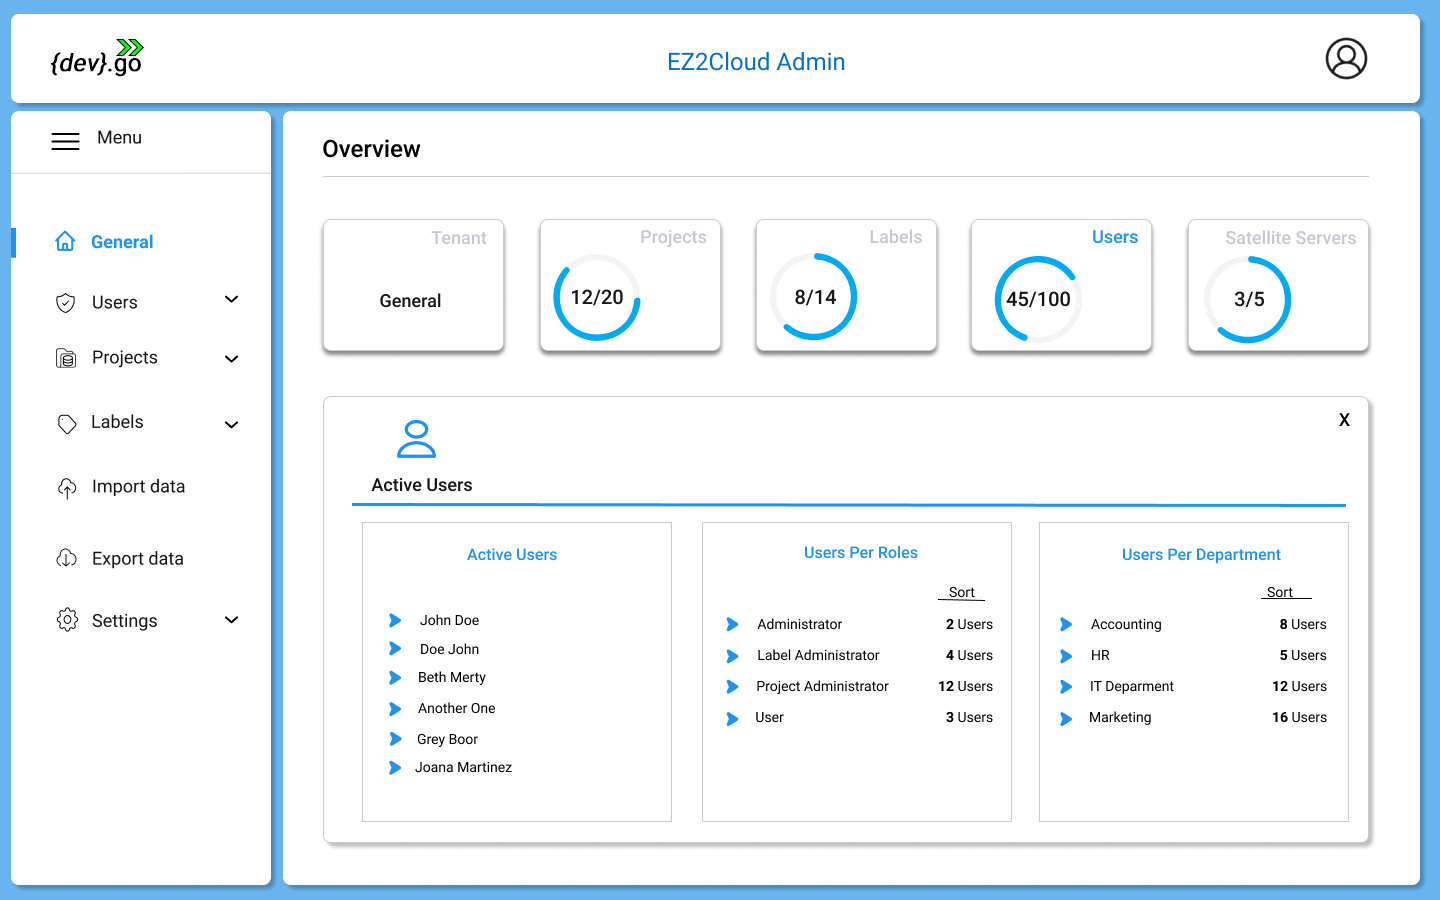 {dev}.go
EZ2Cloud Admin
Menu
General
Users
Projects
Labels
Import data
Export data
Settings
Overview
Tenant
General
Projects
12/20
Labels
8/14
Users
45/100
Satellite Servers
3/5
X
Active Users
Active Users
John Doe
Doe John
Beth Merty
Another One
Grey Boor
Joana Martinez
Users Per Roles
Sort
Administrator 2 Users
Label Administrator 4 Users
Project Administrator 12 Users
User 3 Users
Users Per Department
Sort
Accounting 8 Users
HR 5 Users
IT Deparment 12 Users
Marketing 16 Users